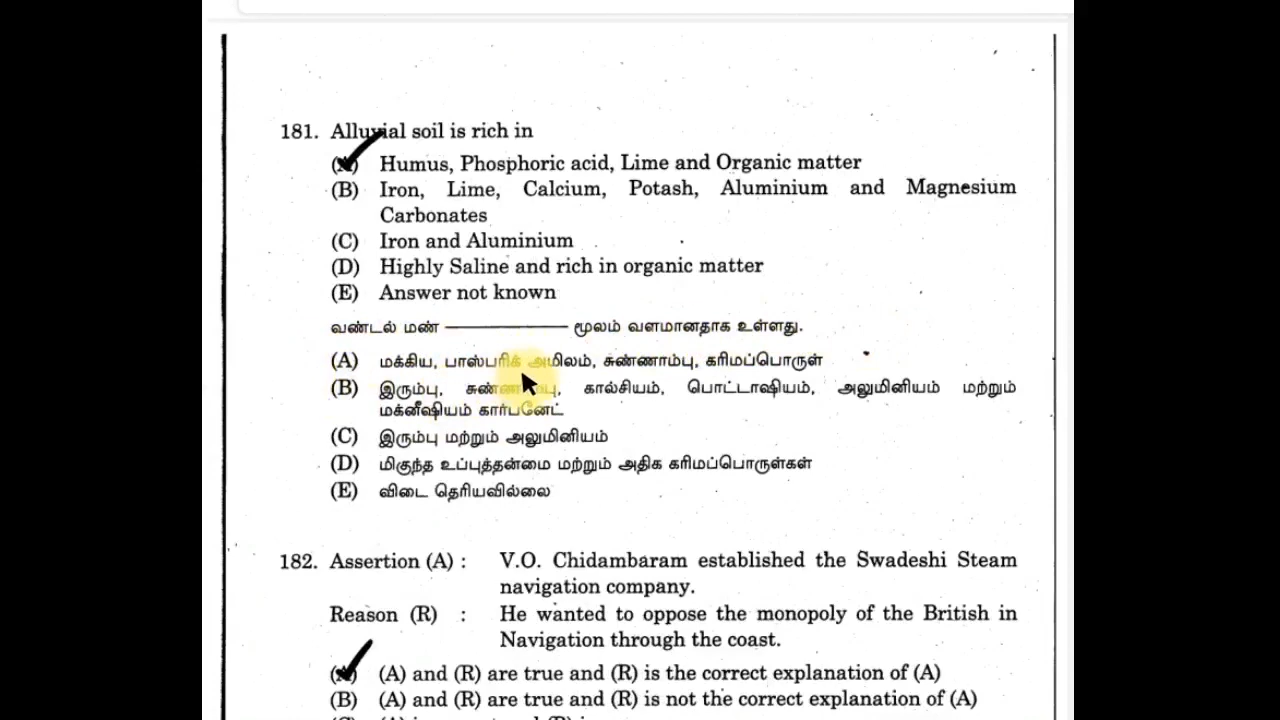 181. Alluvial soil is rich in
(A) Humus, Phosphoric acid, Lime and Organic matter
(B) Iron, Lime, Calcium, Potash, Aluminium and Magnesium
Carbonates
(C) Iron and Aluminium
(D) Highly Saline and rich in organic matter
(E) Answer not known
வண்டல் மண் ———— மூலம் வளமானதாக உள்ளது.
(A) மக்கிய, பாஸ்பரிக் அமிலம், சுண்ணாம்பு, கரிமப்பொருள்
(B) இரும்பு, சுண்ணாம்பு, கால்சியம், பொட்டாஷியம், அலுமினியம் மற்றும்
மக்னீஷியம் கார்பனேட்
(C) இரும்பு மற்றும் அலுமினியம்
(D) மிகுந்த உப்புத்தன்மை மற்றும் அதிக கரிமப்பொருள்கள்
(E) விடை தெரியவில்லை
182. Assertion (A) : V.O. Chidambaram established the Swadeshi Steam
navigation company.
Reason (R) : He wanted to oppose the monopoly of the British in
Navigation through the coast.
(A) (A) and (R) are true and (R) is the correct explanation of (A)
(B) (A) and (R) are true and (R) is not the correct explanation of (A)